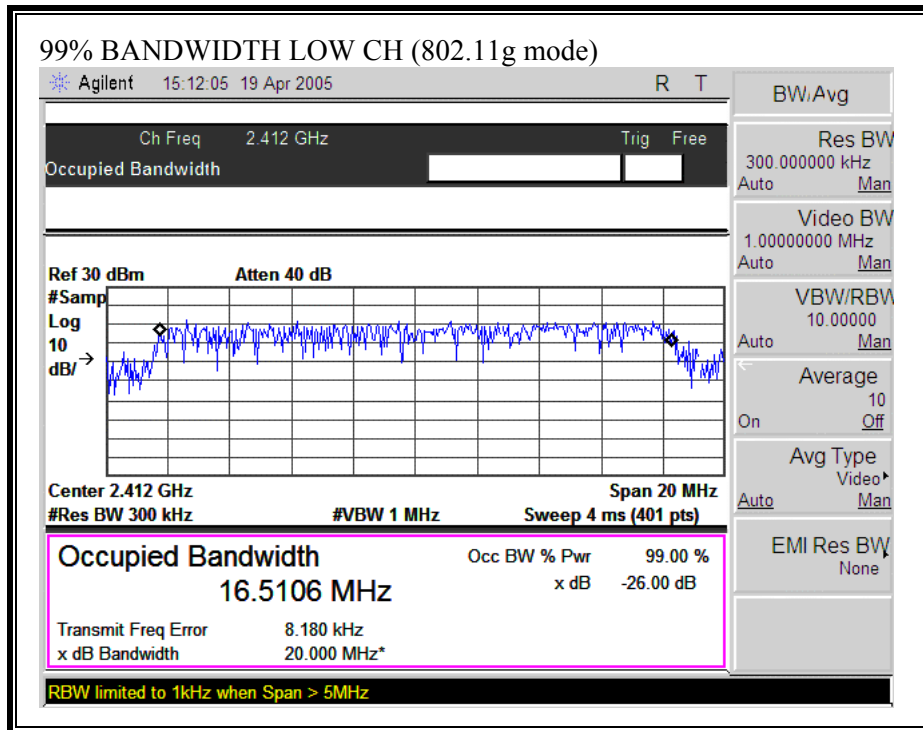 99% BANDWIDTH LOW CH (802.11g mode)
Agilent 15:12:05 19 Apr 2005 R T
Ch Freq 2.412 GHz Trig Free
Occupied Bandwidth
Ref 30 dBm Atten 40 dB
#Samp
Log
10
dB/
Center 2.412 GHz Span 20 MHz
#Res BW 300 kHz #VBW 1 MHz Sweep 4 ms (401 pts)
Occupied Bandwidth
16.5106 MHz
Occ BW % Pwr 99.00 %
x dB -26.00 dB
Transmit Freq Error 8.180 kHz
x dB Bandwidth 20.000 MHz*
RBW limited to 1kHz when Span > 5MHz
BW/Avg
Res BW
300.000000 kHz
Auto Man
Video BW
1.00000000 MHz
Auto Man
VBW/RBW
10.00000
Auto Man
Average
10
On Off
Avg Type
Video
Auto Man
EMI Res BW
None